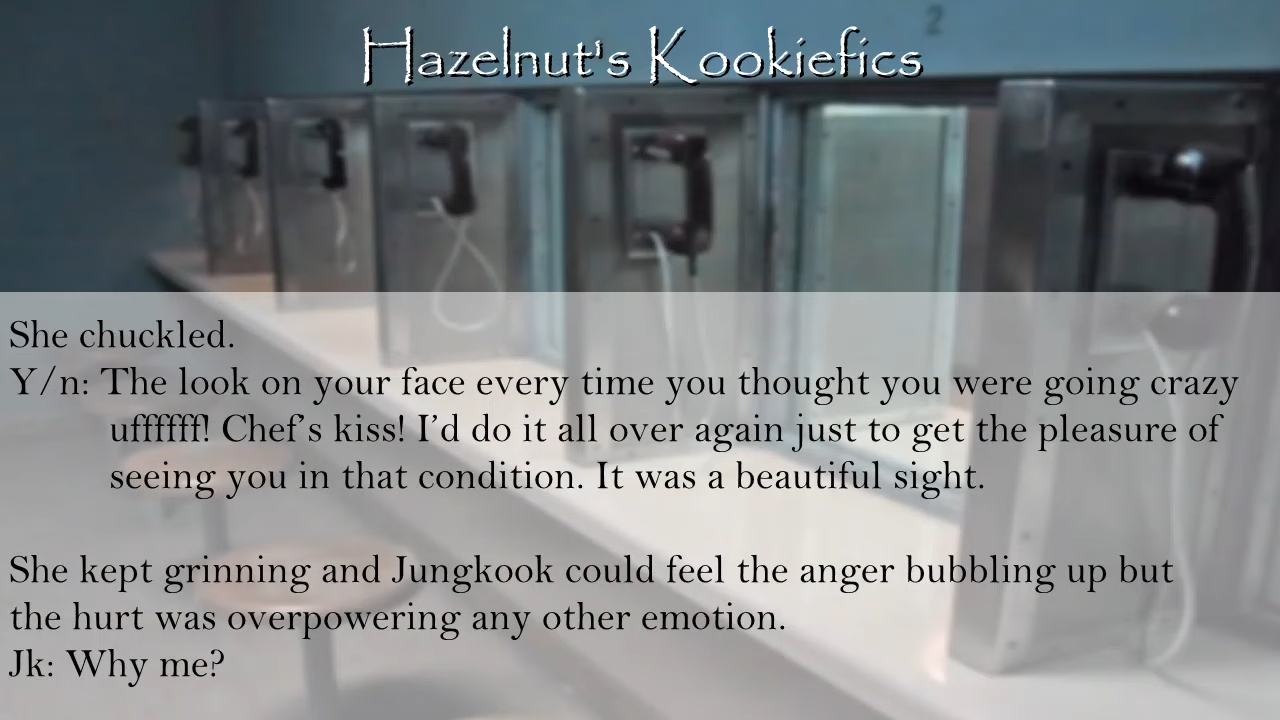 2
Hazelnut's Kookiefics
She chuckled.
Y/n: The look on your face every time you thought you were going crazy
uffffff! Chef's kiss! I'd do it all over again just to get the pleasure of
seeing you in that condition. It was a beautiful sight.
She kept grinning and Jungkook could feel the anger bubbling up but
the hurt was overpowering any other emotion.
Jk: Why me?